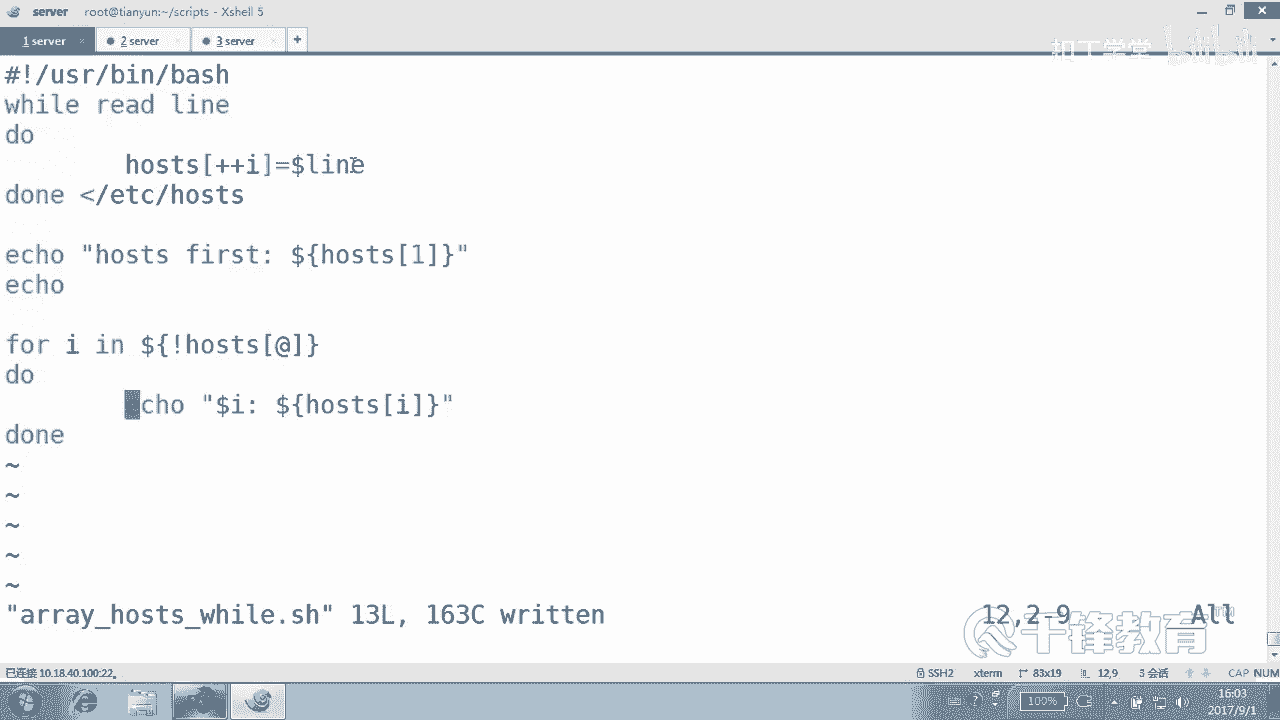 server root@tianyun:~/scripts - Xshell 5
1 server
2 server
3 server
扣丁学堂 bilibili
#!/usr/bin/bash
while read line
do
hosts[++i]=$line
done </etc/hosts
echo "hosts first: ${hosts[1]}"
echo
for i in ${!hosts[@]}
do
echo "$i: ${hosts[i]}"
done
~
~
~
~
~
"array_hosts_while.sh" 13L, 163C written 12,2-9 All
千锋教育
已连接 10.18.40.100:22。 SSH2 xterm 83x19 12,9 3 会话 CAP NUM
100% 16:03
2017/9/1